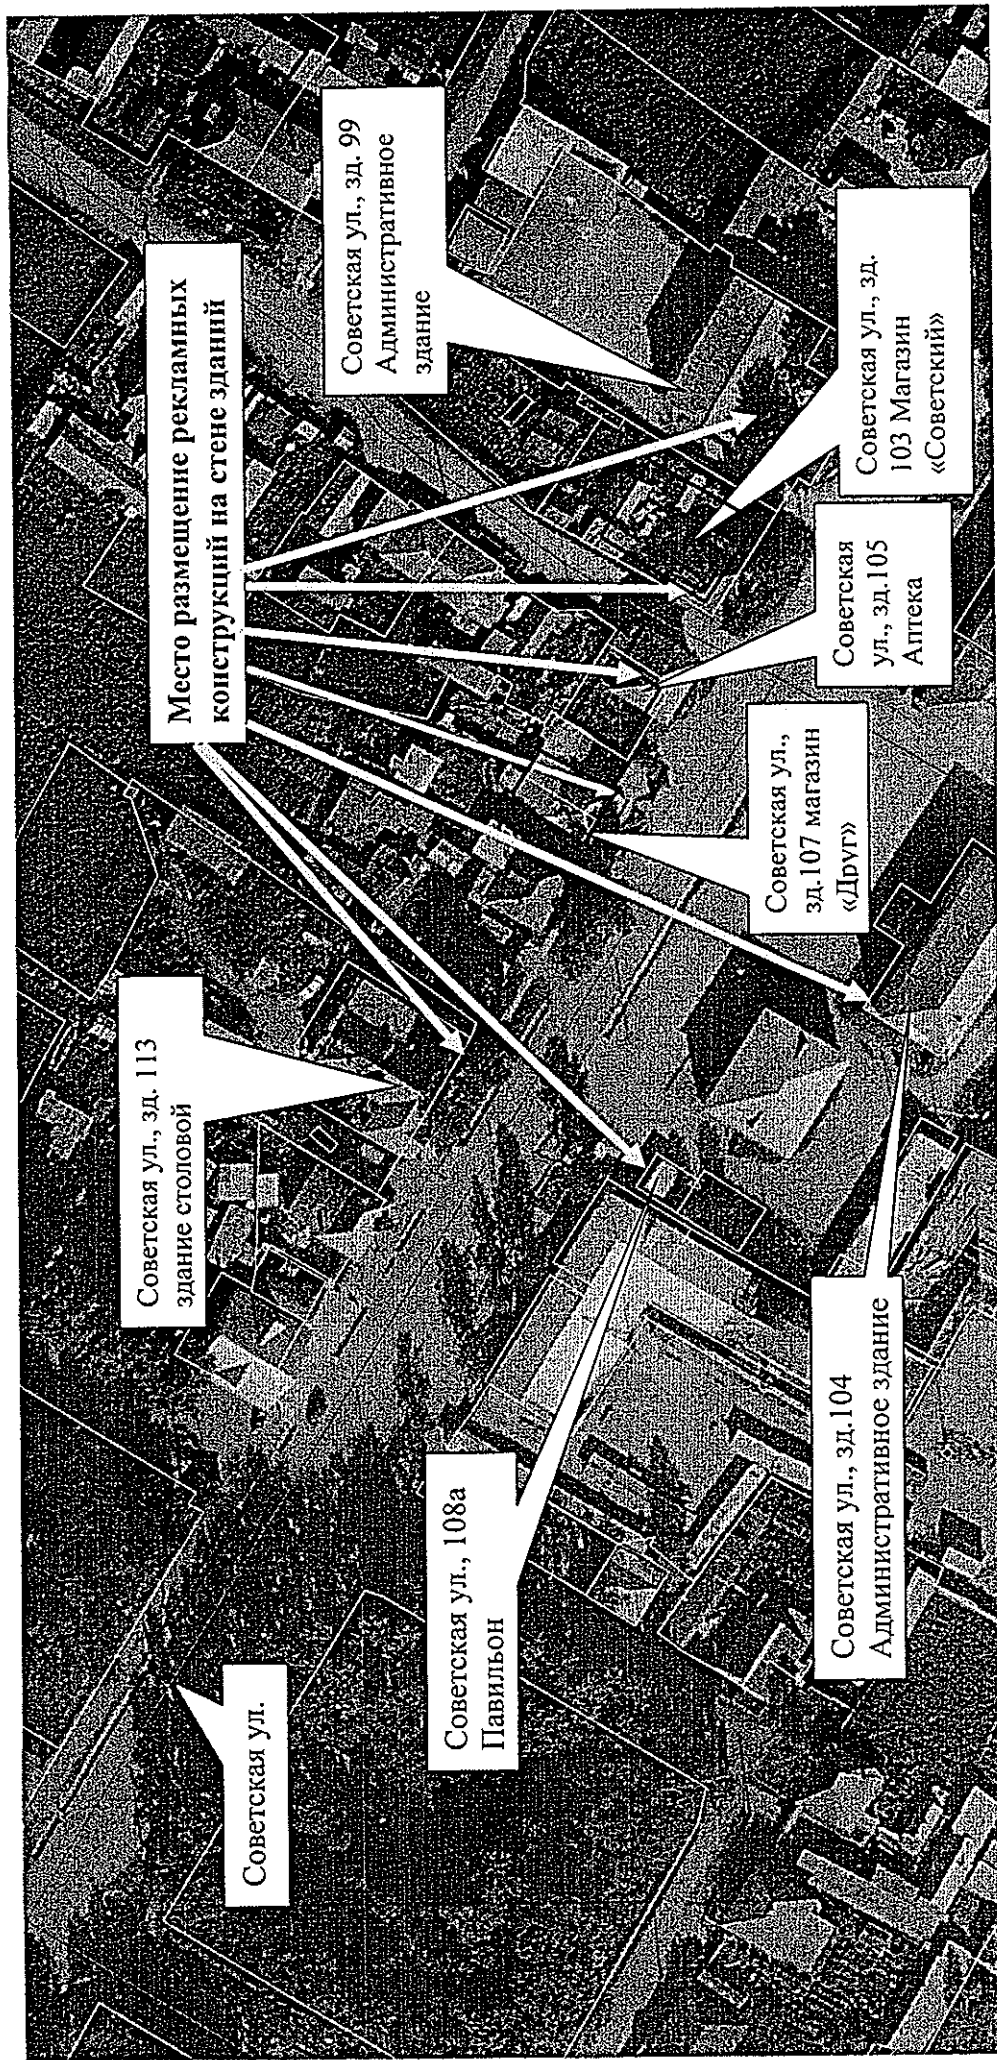 Место размещение рекламных
конструкций на стене зданий
Советская ул., зд. 99
Административное
здание
Советская ул., зд. 113
здание столовой
Советская ул.
Советская ул., 108а
Павильон
Советская ул., зд.104
Административное здание
Советская ул.,
зд.107 магазин
«Друг»
Советская
ул., зд.105
Аптека
Советская ул., зд.
103 Магазин
«Советский»